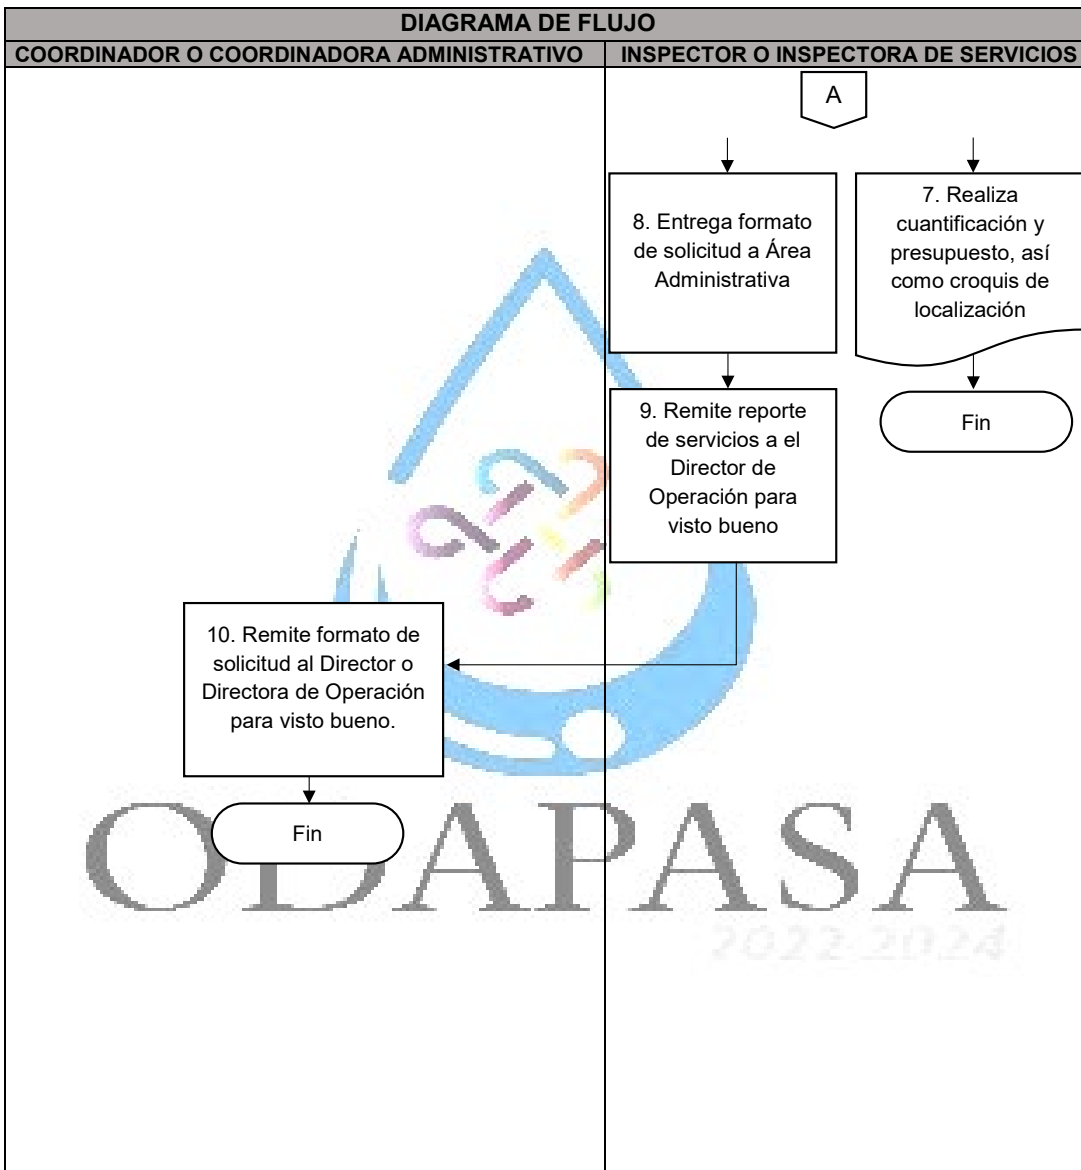 DIAGRAMA DE FLUJO
COORDINADOR O COORDINADORA ADMINISTRATIVO
INSPECTOR O INSPECTORA DE SERVICIOS
A
8. Entrega formato
de solicitud a Área
Administrativa
7. Realiza
cuantificación y
presupuesto, así
como croquis de
localización
9. Remite reporte
de servicios a el
Director de
Operación para
visto bueno
Fin
10. Remite formato de
solicitud al Director o
Directora de Operación
para visto bueno.
Fin
ODAPASA
2022-2024